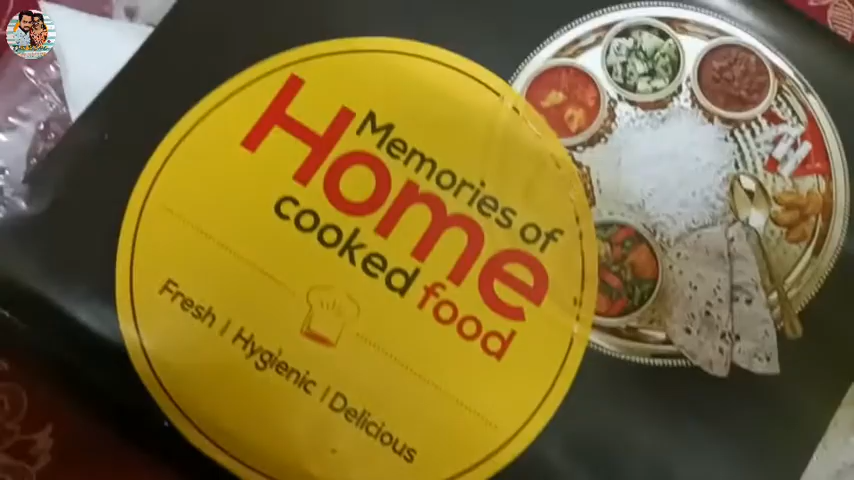 Memories of
Home
cooked food
Fresh | Hygienic | Delicious